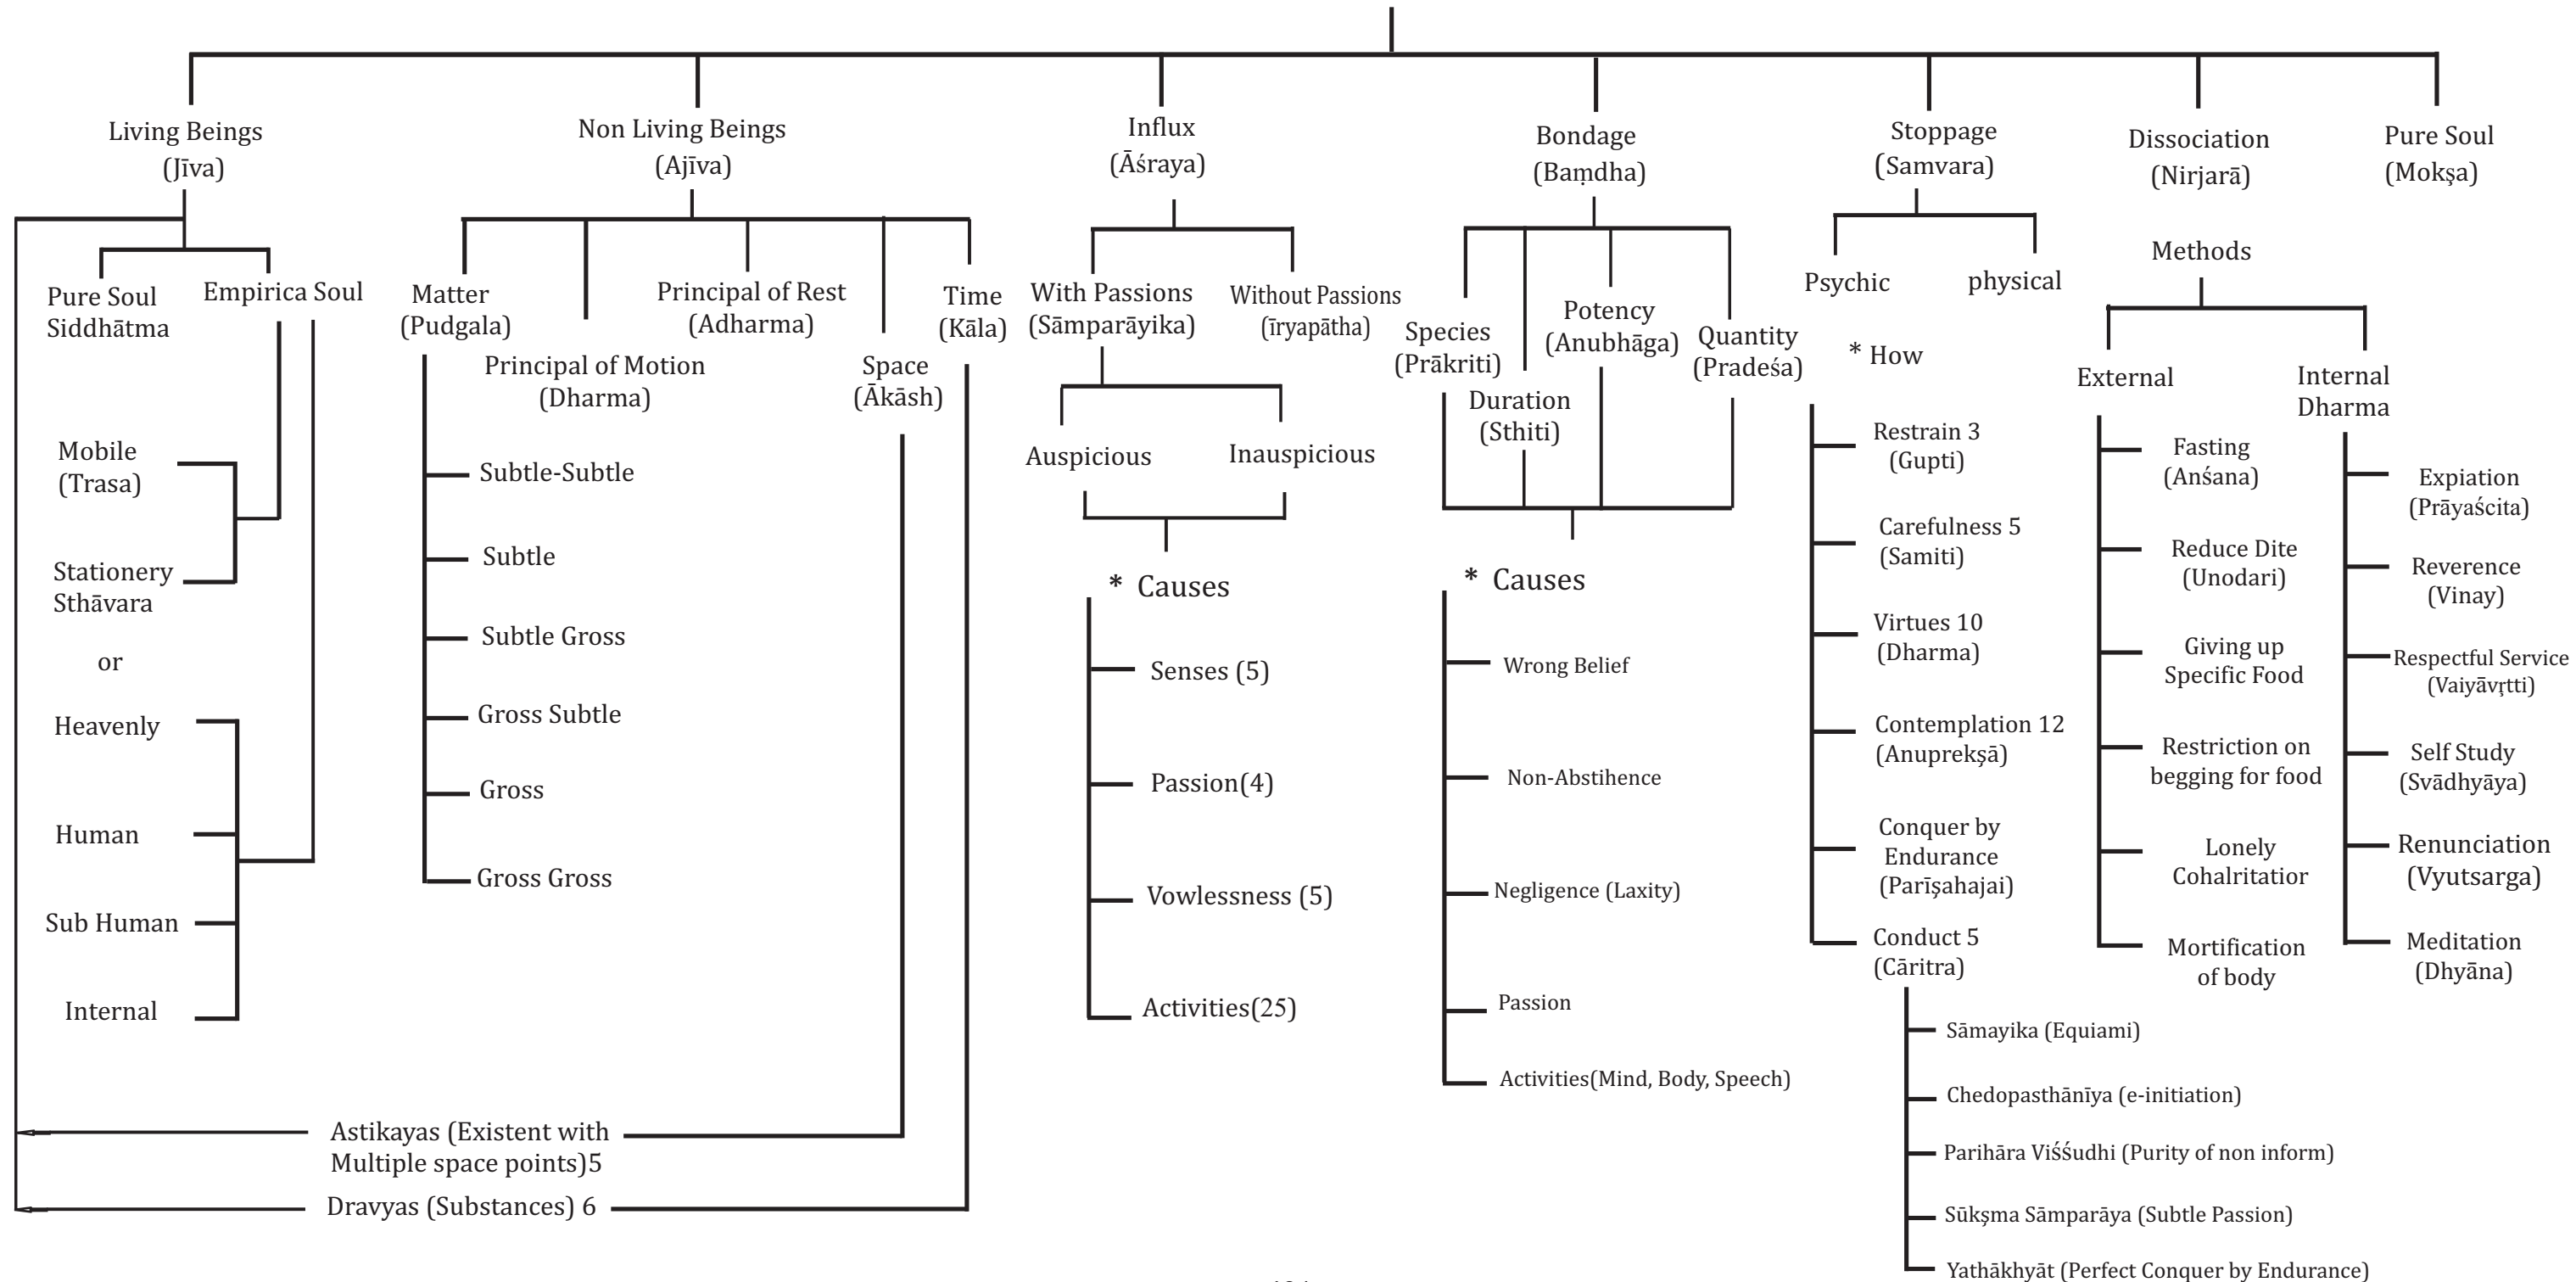 Living Beings
(Jīva)
Pure Soul
Siddhātma
Empirica Soul
Mobile
(Trasa)
Stationery
Sthāvara
or
Heavenly
Human
Sub Human
Internal
Non Living Beings
(Ajīva)
Matter
(Pudgala)
Principal of Motion
(Dharma)
Principal of Rest
(Adharma)
Space
(Ākāsh)
Time
(Kāla)
Subtle-Subtle
Subtle
Subtle Gross
Gross Subtle
Gross
Gross Gross
Astikayas (Existent with
Multiple space points)5
Dravyas (Substances) 6
Influx
(Āśraya)
With Passions
(Sāmparāyika)
Without Passions
(īryapātha)
Auspicious
Inauspicious
* Causes
Senses (5)
Passion(4)
Vowlessness (5)
Activities(25)
Bondage
(Baṃdha)
Species
(Prākriti)
Duration
(Sthiti)
Potency
(Anubhāga)
Quantity
(Pradeśa)
* Causes
Wrong Belief
Non-Abstihence
Negligence (Laxity)
Passion
Activities(Mind, Body, Speech)
Stoppage
(Samvara)
Psychic
physical
* How
Restrain 3
(Gupti)
Carefulness 5
(Samiti)
Virtues 10
(Dharma)
Contemplation 12
(Anuprekşā)
Conquer by
Endurance
(Parīşahajai)
Conduct 5
(Cāritra)
Sāmayika (Equiami)
Chedopasthānīya (e-initiation)
Parihāra Viśśudhi (Purity of non inform)
Sūkşma Sāmparāya (Subtle Passion)
Yathākhyāt (Perfect Conquer by Endurance)
Dissociation
(Nirjarā)
Methods
External
Fasting
(Anśana)
Reduce Dite
(Unodari)
Giving up
Specific Food
Restriction on
begging for food
Lonely
Cohalritatior
Mortification
of body
Internal
Dharma
Expiation
(Prāyaścita)
Reverence
(Vinay)
Respectful Service
(Vaiyāvŗtti)
Self Study
(Svādhyāya)
Renunciation
(Vyutsarga)
Meditation
(Dhyāna)
Pure Soul
(Mokşa)